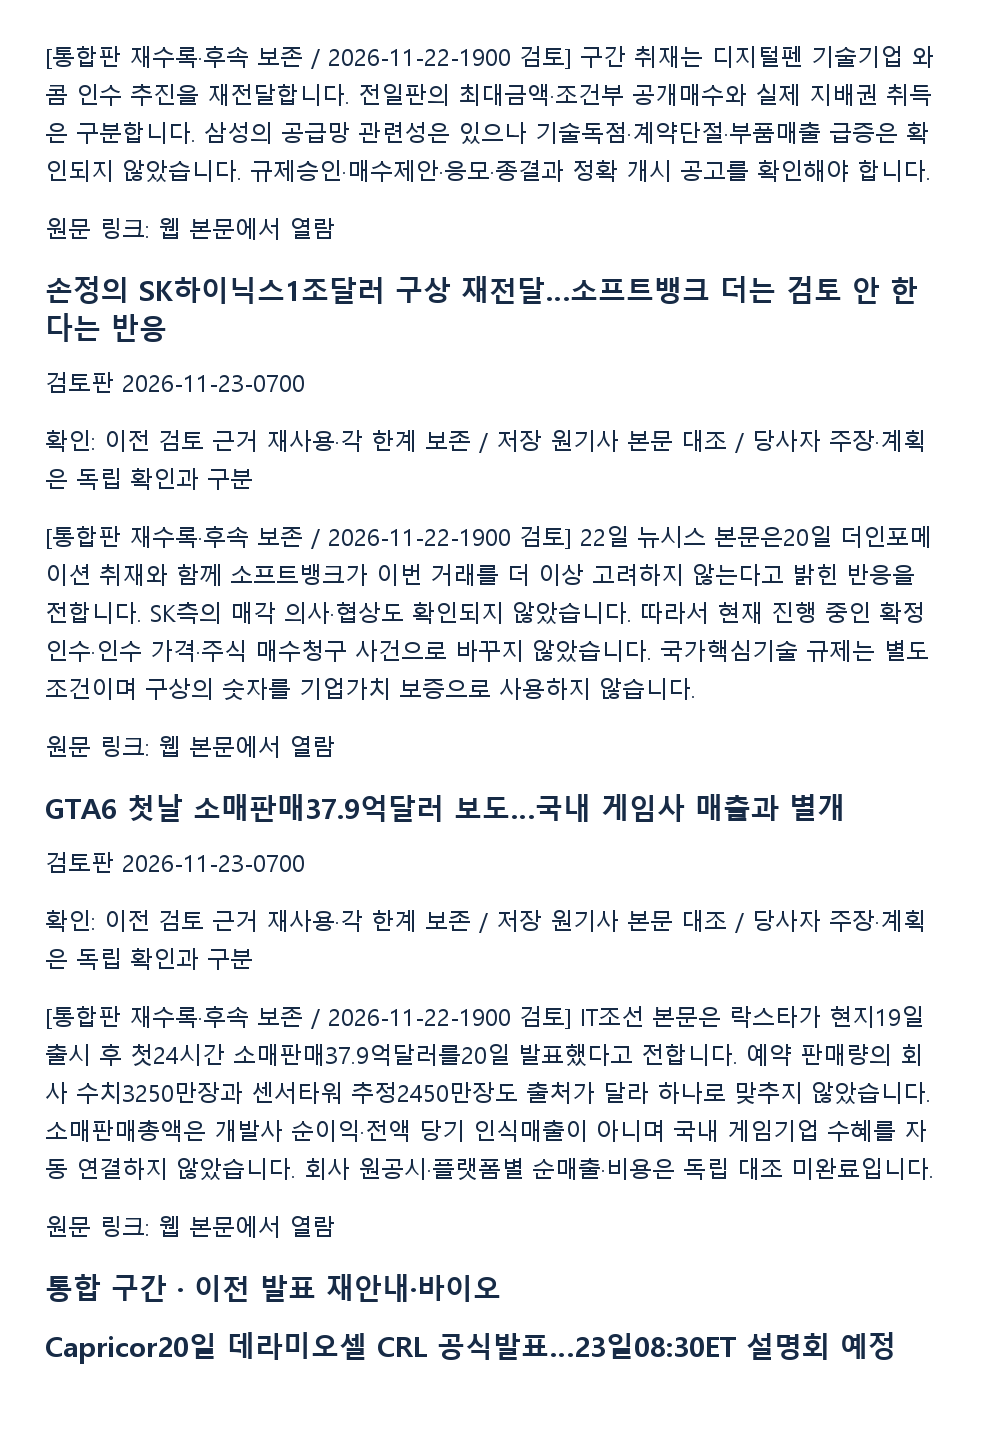 [통합판 재수록·후속 보존 / 2026-11-22-1900 검토] 구간 취재는 디지털펜 기술기업 와
콤 인수 추진을 재전달합니다. 전일판의 최대금액·조건부 공개매수와 실제 지배권 취득
은 구분합니다. 삼성의 공급망 관련성은 있으나 기술독점·계약단절·부품매출 급증은 확
인되지 않았습니다. 규제승인·매수제안·응모·종결과 정확 개시 공고를 확인해야 합니다.
원문 링크: 웹 본문에서 열람
손정의 SK하이닉스1조달러 구상 재전달...소프트뱅크 더는 검토 안 한
다는 반응
검토판 2026-11-23-0700
확인: 이전 검토 근거 재사용·각 한계 보존 / 저장 원기사 본문 대조 / 당사자 주장·계획
은 독립 확인과 구분
[통합판 재수록·후속 보존 / 2026-11-22-1900 검토] 22일 뉴시스 본문은20일 더인포메
이션 취재와 함께 소프트뱅크가 이번 거래를 더 이상 고려하지 않는다고 밝힌 반응을
전합니다. SK측의 매각 의사·협상도 확인되지 않았습니다. 따라서 현재 진행 중인 확정
인수·인수 가격·주식 매수청구 사건으로 바꾸지 않았습니다. 국가핵심기술 규제는 별도
조건이며 구상의 숫자를 기업가치 보증으로 사용하지 않습니다.
원문 링크: 웹 본문에서 열람
GTA6 첫날 소매판매37.9억달러 보도...국내 게임사 매출과 별개
검토판 2026-11-23-0700
확인: 이전 검토 근거 재사용·각 한계 보존 / 저장 원기사 본문 대조 / 당사자 주장·계획
은 독립 확인과 구분
[통합판 재수록·후속 보존 / 2026-11-22-1900 검토] IT조선 본문은 락스타가 현지19일
출시 후 첫24시간 소매판매37.9억달러를20일 발표했다고 전합니다. 예약 판매량의 회
사 수치3250만장과 센서타워 추정2450만장도 출처가 달라 하나로 맞추지 않았습니다.
소매판매총액은 개발사 순이익·전액 당기 인식매출이 아니며 국내 게임기업 수혜를 자
동 연결하지 않았습니다. 회사 원공시·플랫폼별 순매출·비용은 독립 대조 미완료입니다.
원문 링크: 웹 본문에서 열람
통합 구간 · 이전 발표 재안내·바이오
Capricor20일 데라미오셀 CRL 공식발표...23일08:30ET 설명회 예정